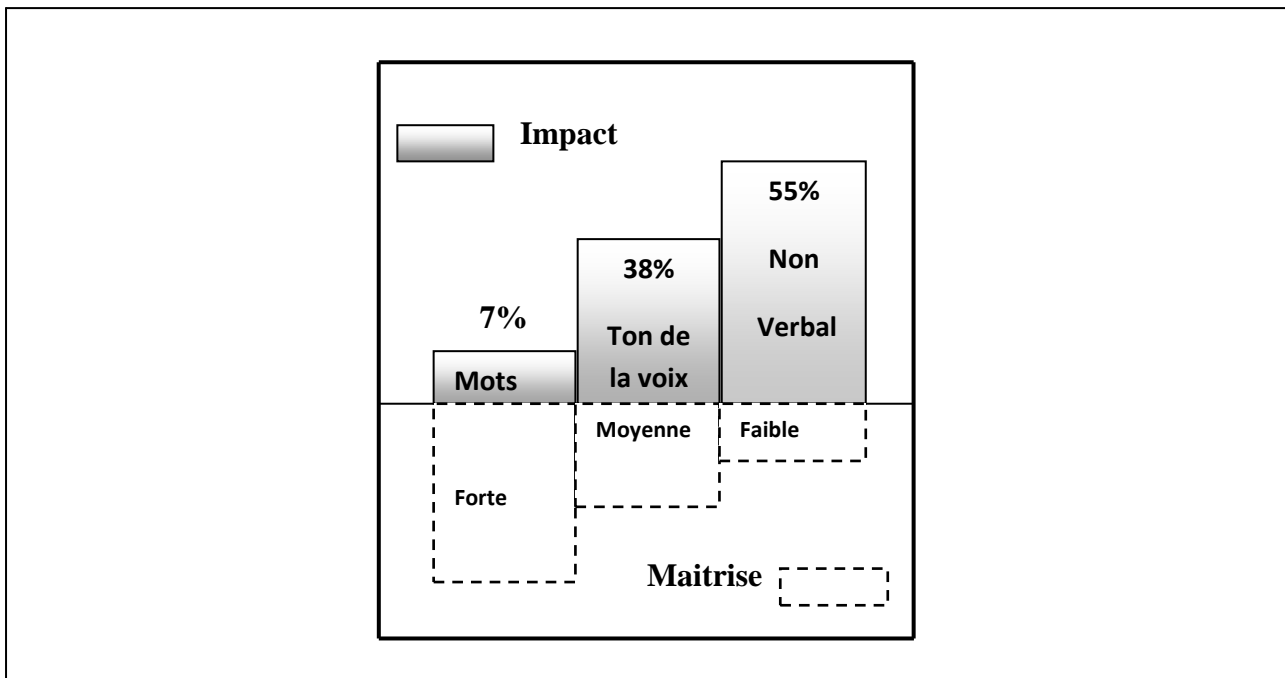 Impact
55%
Non
Verbal
38%
Ton de
la voix
7%
Mots
Moyenne
Faible
Forte
Maitrise